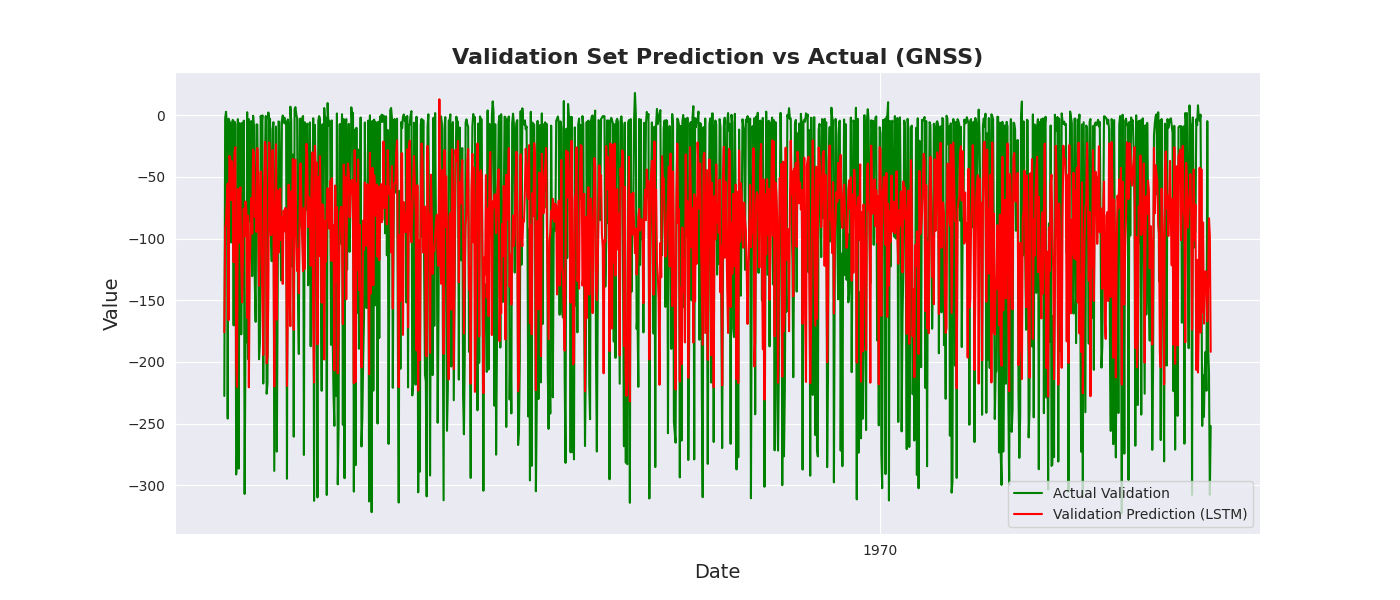 Validation Set Prediction vs Actual (GNSS)
Value
0
−50
−100
−150
−200
−250
−300
Actual Validation
Validation Prediction (LSTM)
1970
Date